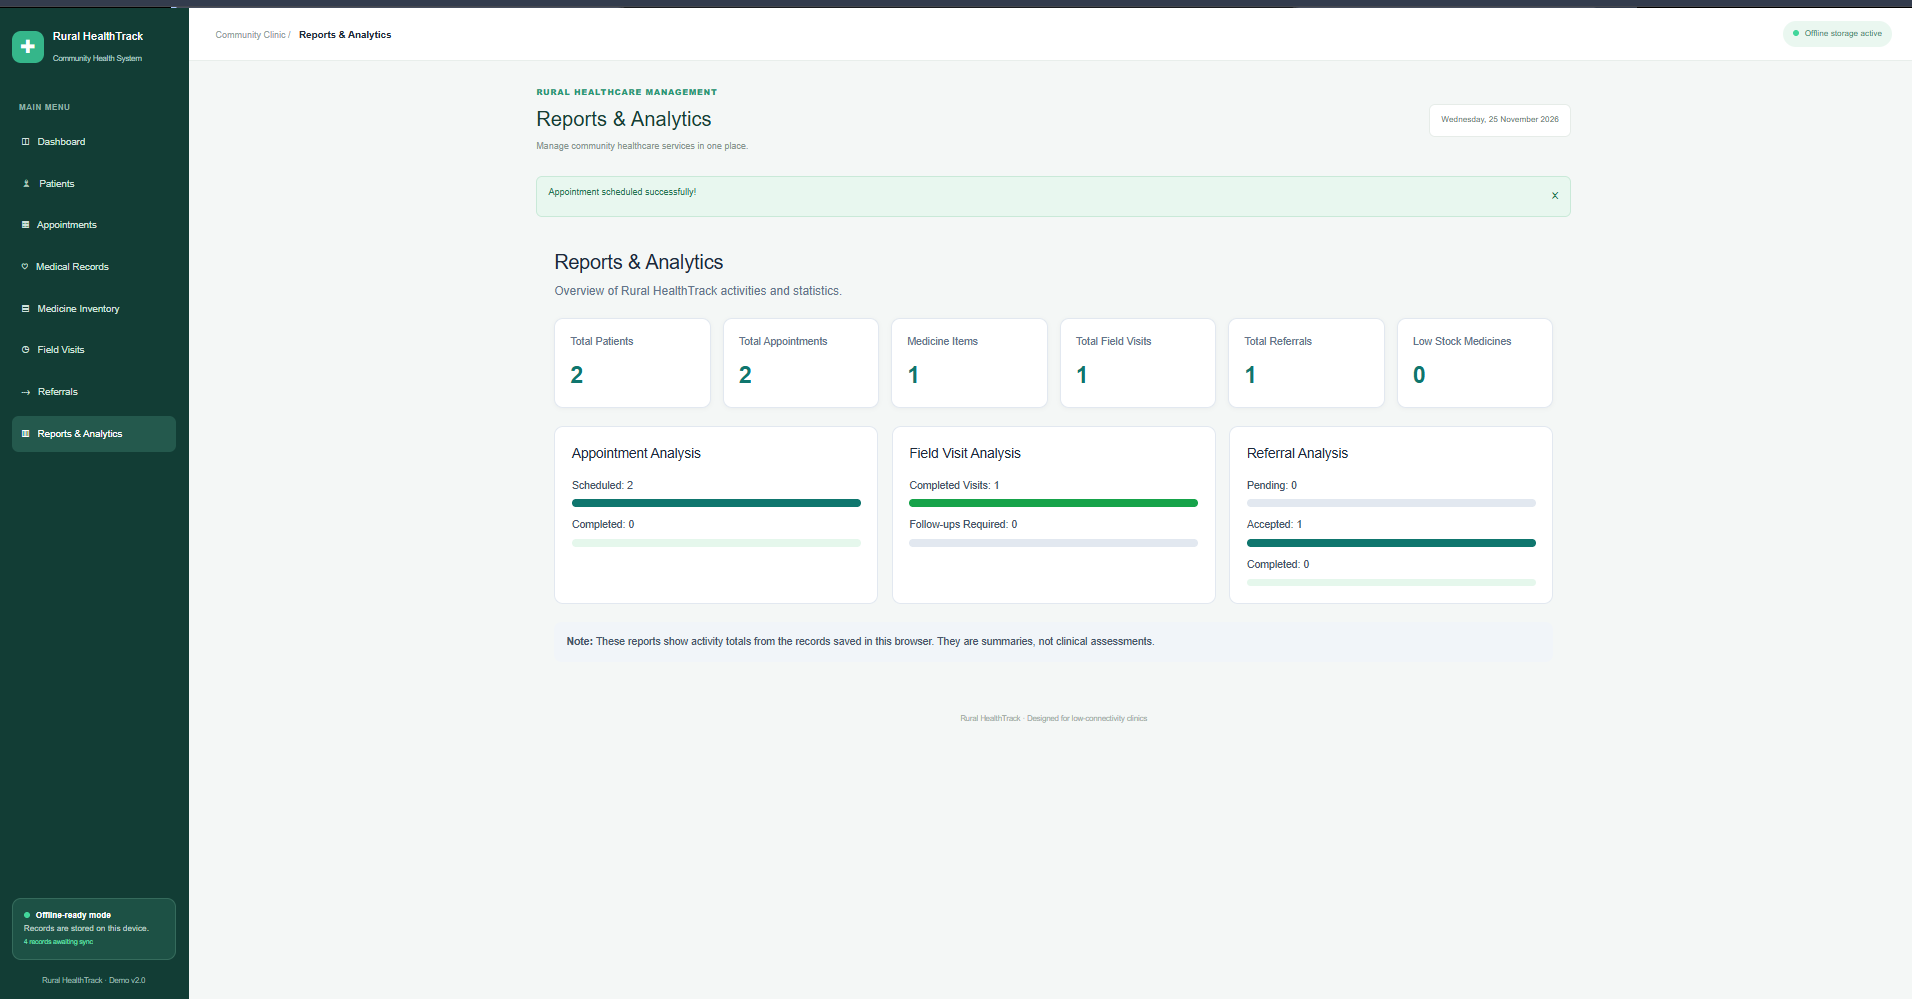 Rural HealthTrack
Community Health System
MAIN MENU
Dashboard
Patients
Appointments
Medical Records
Medicine Inventory
Field Visits
Referrals
Reports & Analytics
Offline-ready mode
Records are stored on this device.
4 records awaiting sync
Rural HealthTrack · Demo v2.0
Community Clinic / Reports & Analytics
Offline storage active
RURAL HEALTHCARE MANAGEMENT
Reports & Analytics
Manage community healthcare services in one place.
Wednesday, 25 November 2026
Appointment scheduled successfully!
X
Reports & Analytics
Overview of Rural HealthTrack activities and statistics.
Total Patients
2
Total Appointments
2
Medicine Items
1
Total Field Visits
1
Total Referrals
1
Low Stock Medicines
0
Appointment Analysis
Scheduled: 2
Completed: 0
Field Visit Analysis
Completed Visits: 1
Follow-ups Required: 0
Referral Analysis
Pending: 0
Accepted: 1
Completed: 0
Note: These reports show activity totals from the records saved in this browser. They are summaries, not clinical assessments.
Rural HealthTrack · Designed for low-connectivity clinics